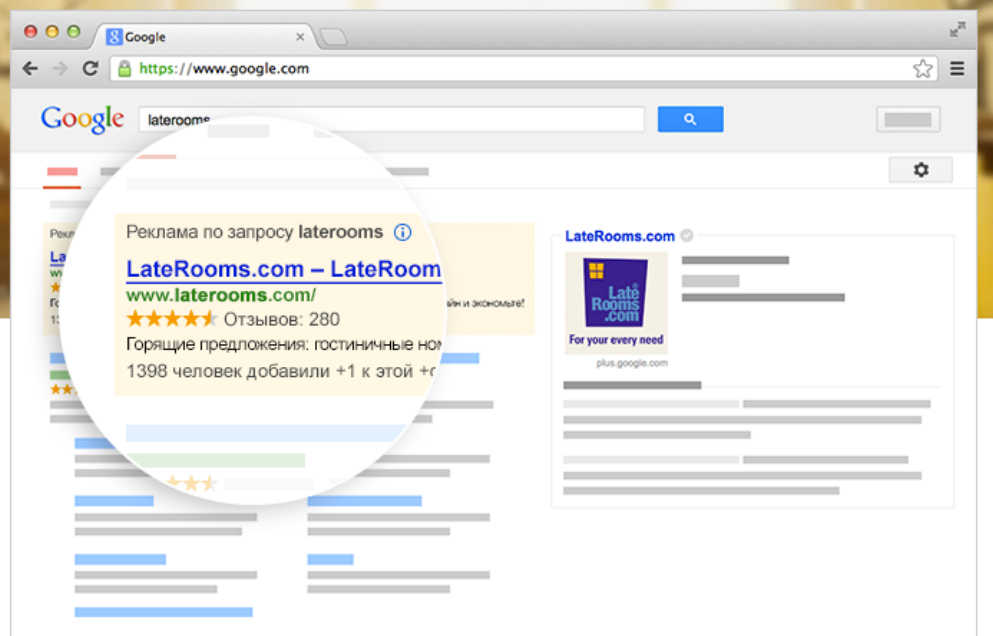 Google
https://www.google.com
Google
laterooms
Реклама по запросу laterooms
LateRooms.com – LateRoom
www.laterooms.com/
Отзывов: 280
Горящие предложения: гостиничные ном
1398 человек добавили +1 к этой +с
йн и экономьте!
LateRooms.com
Late
Rooms
.com
For your every need
plus.google.com